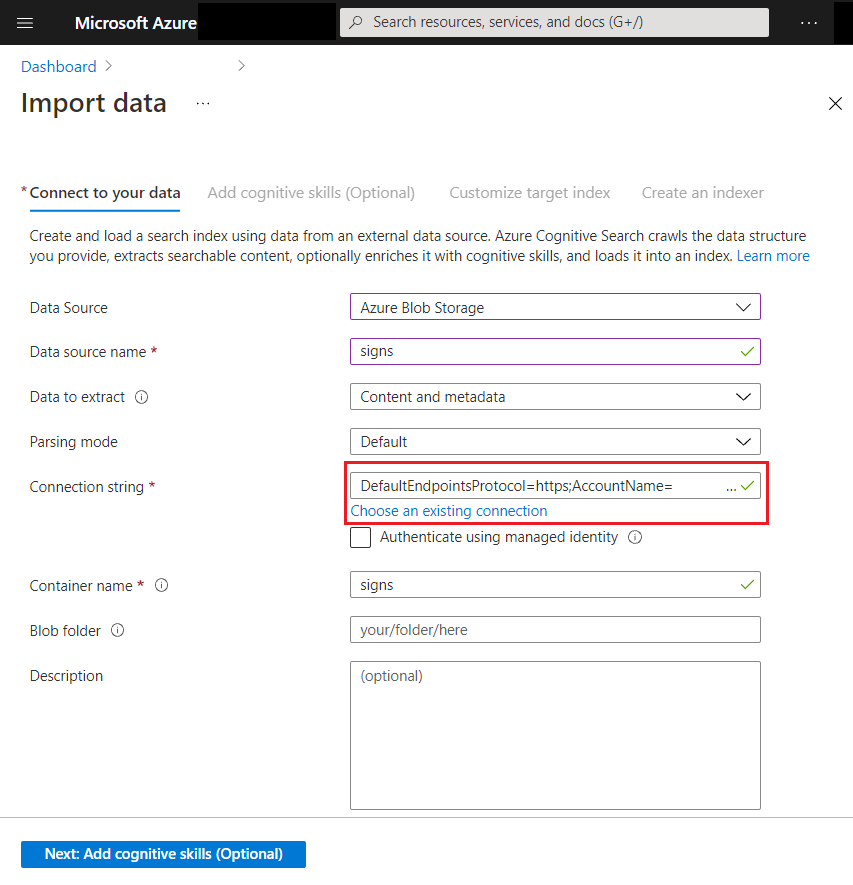 Microsoft Azure
Search resources, services, and docs (G+/)
...
Dashboard
Import data
...
* Connect to your data
Add cognitive skills (Optional)
Customize target index
Create an indexer
Create and load a search index using data from an external data source. Azure Cognitive Search crawls the data structure
you provide, extracts searchable content, optionally enriches it with cognitive skills, and loads it into an index. Learn more
Data Source
Azure Blob Storage
Data source name *
signs
Data to extract
Content and metadata
Parsing mode
Default
Connection string *
DefaultEndpointsProtocol=https;AccountName= ...
Choose an existing connection
Authenticate using managed identity
Container name *
signs
Blob folder
your/folder/here
Description
(optional)
Next: Add cognitive skills (Optional)